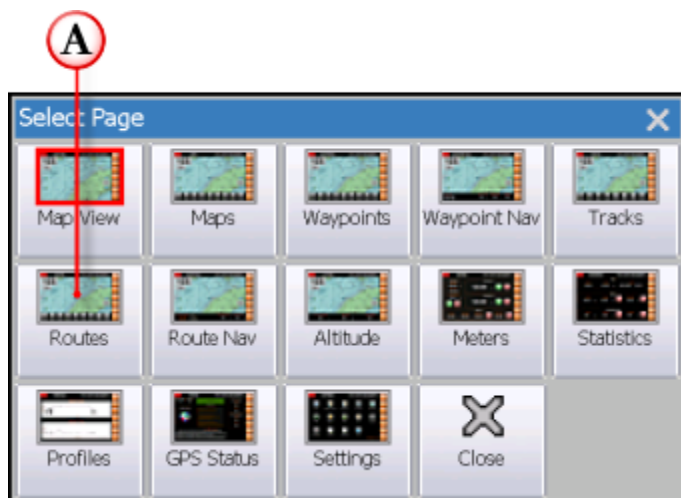 A
Select Page
Map View Maps Waypoints Waypoint Nav Tracks
Routes Route Nav Altitude Meters Statistics
Profiles GPS Status Settings Close